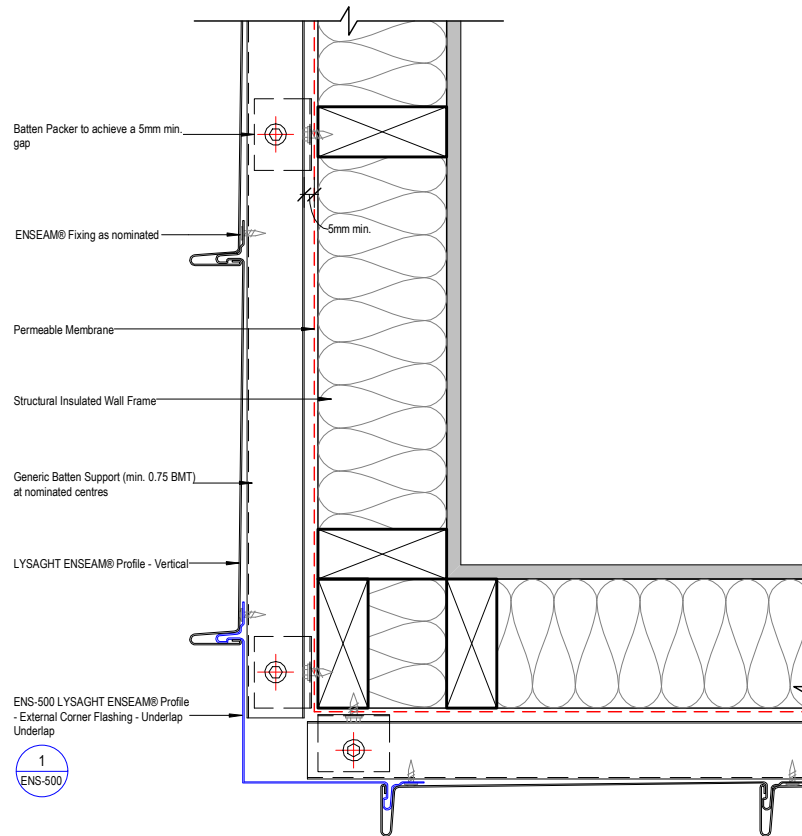 Batten Packer to achieve a 5mm min.
gap
ENSEAM® Fixing as nominated
5mm min.
Permeable Membrane
Structural Insulated Wall Frame
Generic Batten Support (min. 0.75 BMT)
at nominated centres
LYSAGHT ENSEAM® Profile - Vertical
ENS-500 LYSAGHT ENSEAM® Profile
- External Corner Flashing - Underlap
Underlap
1
ENS-500